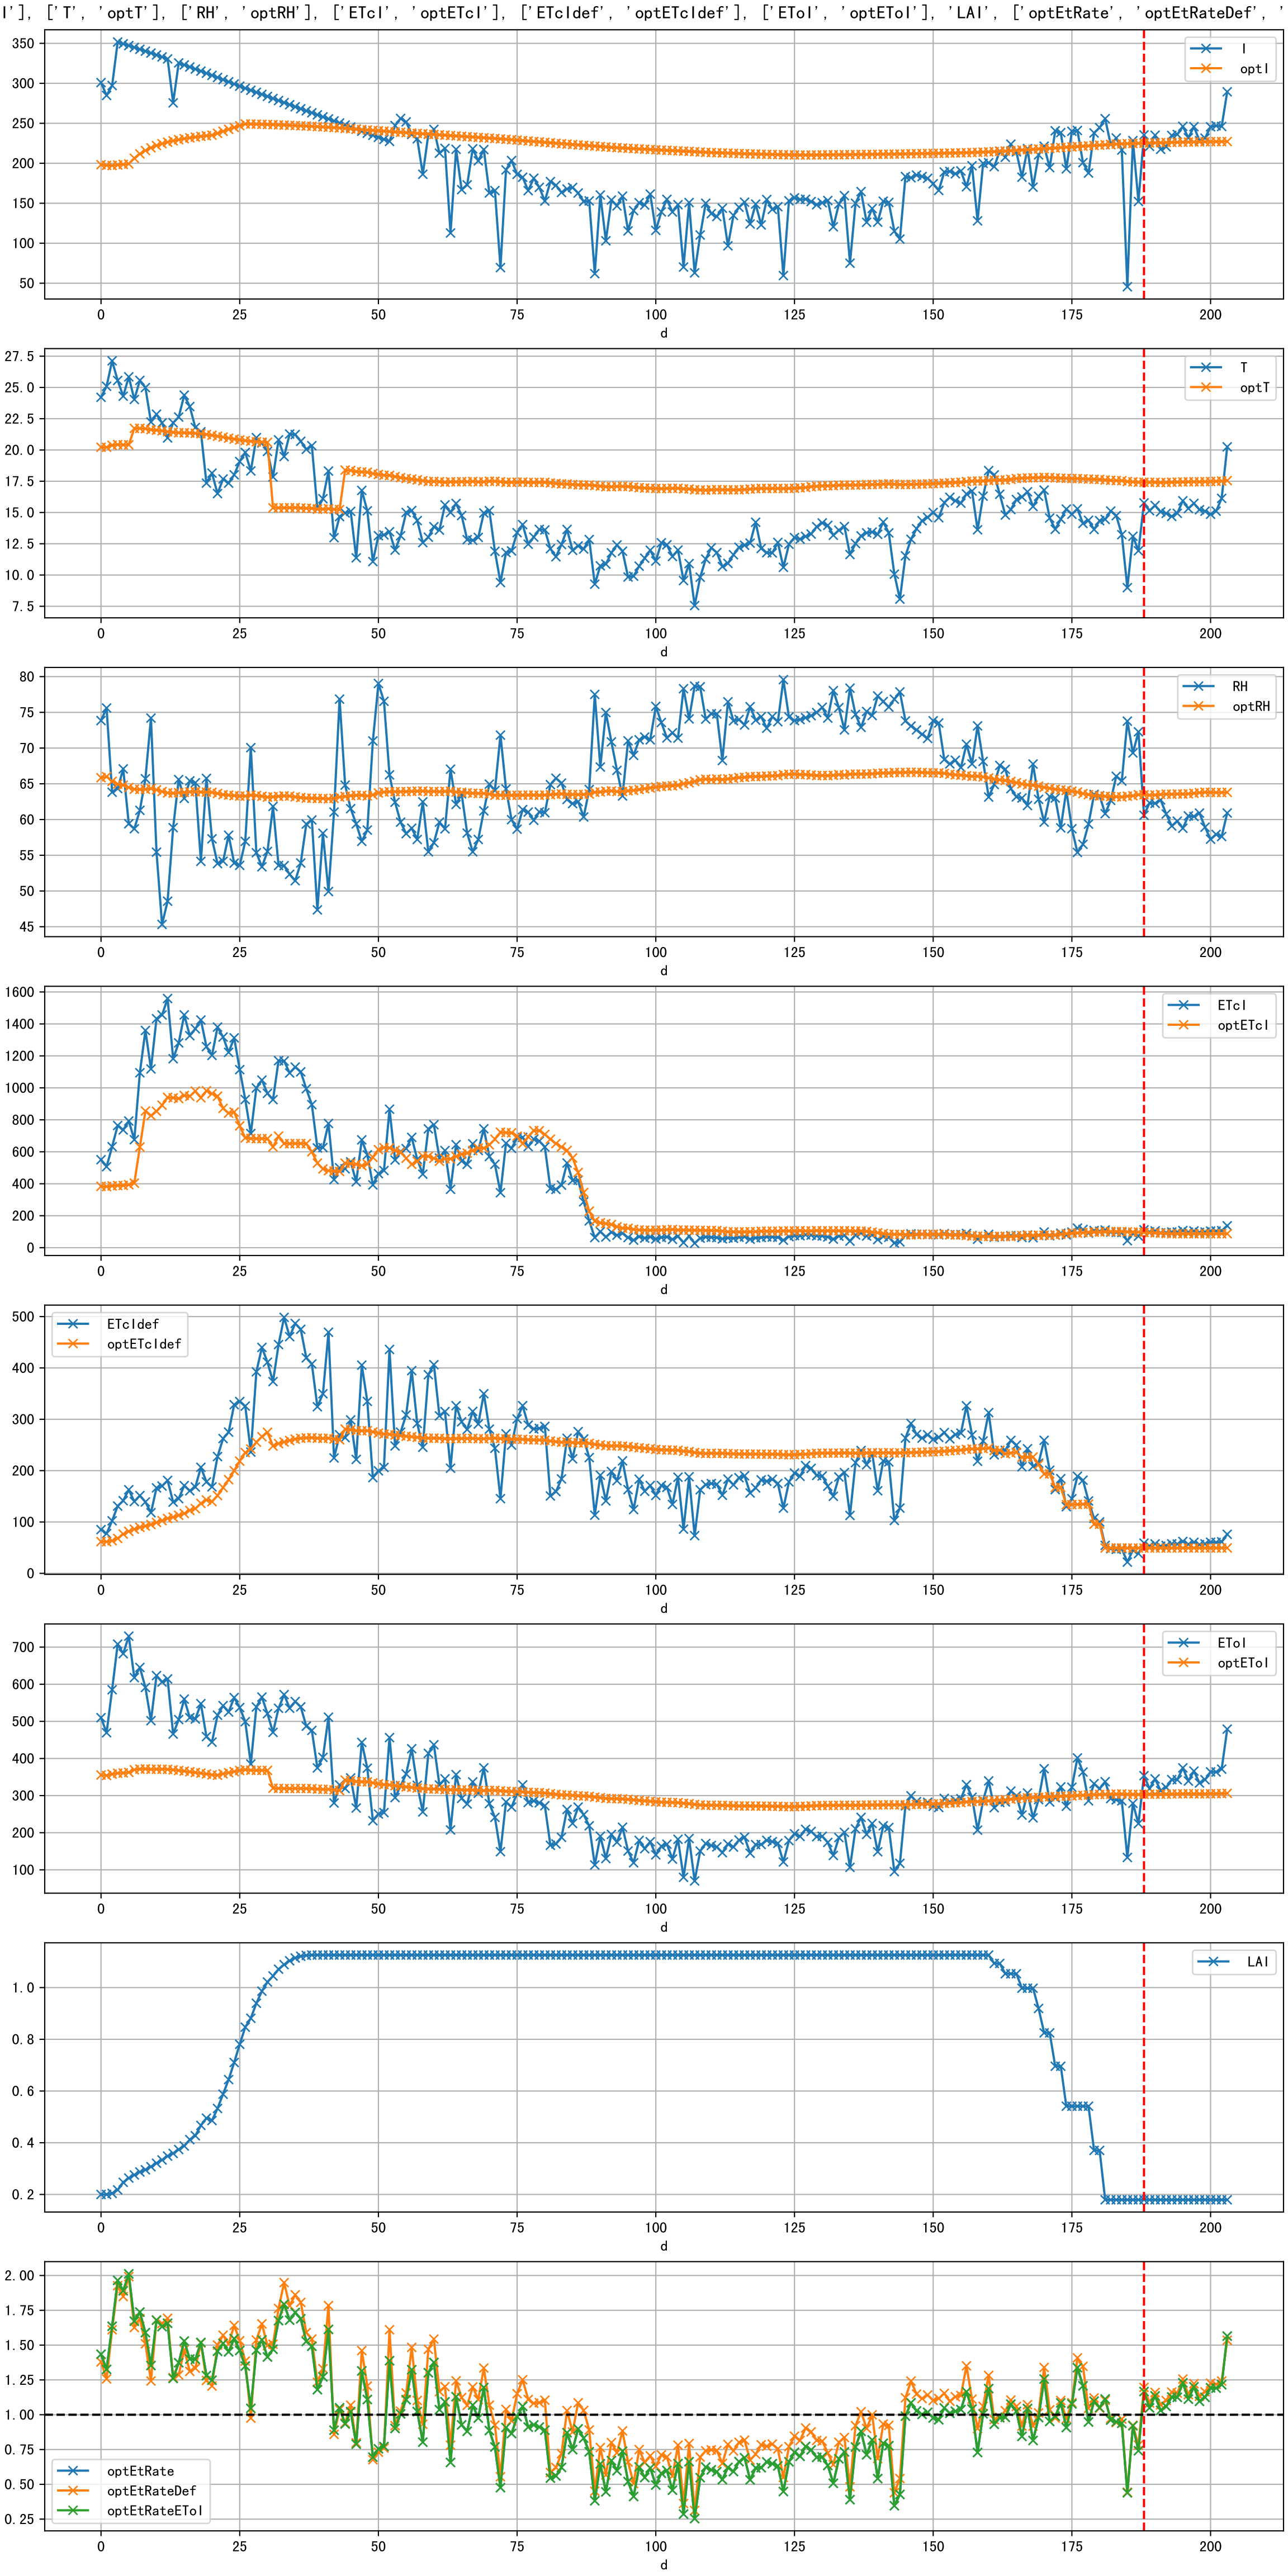 I'], ['T', 'optT'], ['RH', 'optRH'], ['ETcI', 'optETcI'], ['ETcIdef', 'optETcIdef'], ['EToI', 'optEToI'], 'LAI', ['optEtRate', 'optEtRateDef', '
350
300
250
200
150
100
50
I
optI
0 25 50 75 100 125 150 175 200
d
27.5
25.0
22.5
20.0
17.5
15.0
12.5
10.0
7.5
T
optT
0 25 50 75 100 125 150 175 200
d
80
75
70
65
60
55
50
45
RH
optRH
0 25 50 75 100 125 150 175 200
d
1600
1400
1200
1000
800
600
400
200
0
ETcI
optETcI
0 25 50 75 100 125 150 175 200
d
500
400
300
200
100
0
ETcIdef
optETcIdef
0 25 50 75 100 125 150 175 200
d
700
600
500
400
300
200
100
EToI
optEToI
0 25 50 75 100 125 150 175 200
d
1.0
0.8
0.6
0.4
0.2
LAI
0 25 50 75 100 125 150 175 200
d
2.00
1.75
1.50
1.25
1.00
0.75
0.50
0.25
optEtRate
optEtRateDef
optEtRateEToI
0 25 50 75 100 125 150 175 200
d